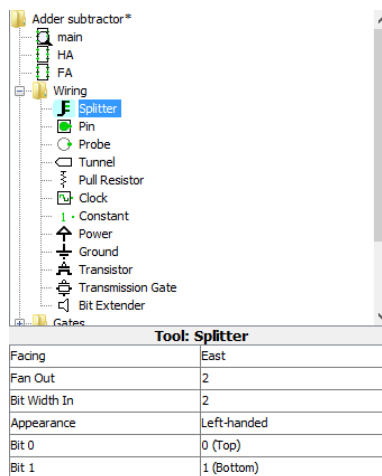 Adder subtractor*
main
HA
FA
Wiring
Splitter
Pin
Probe
Tunnel
Pull Resistor
Clock
1 Constant
Power
Ground
Transistor
Transmission Gate
Bit Extender
Gates
Tool: Splitter
Facing East
Fan Out 2
Bit Width In 2
Appearance Left-handed
Bit 0 0 (Top)
Bit 1 1 (Bottom)